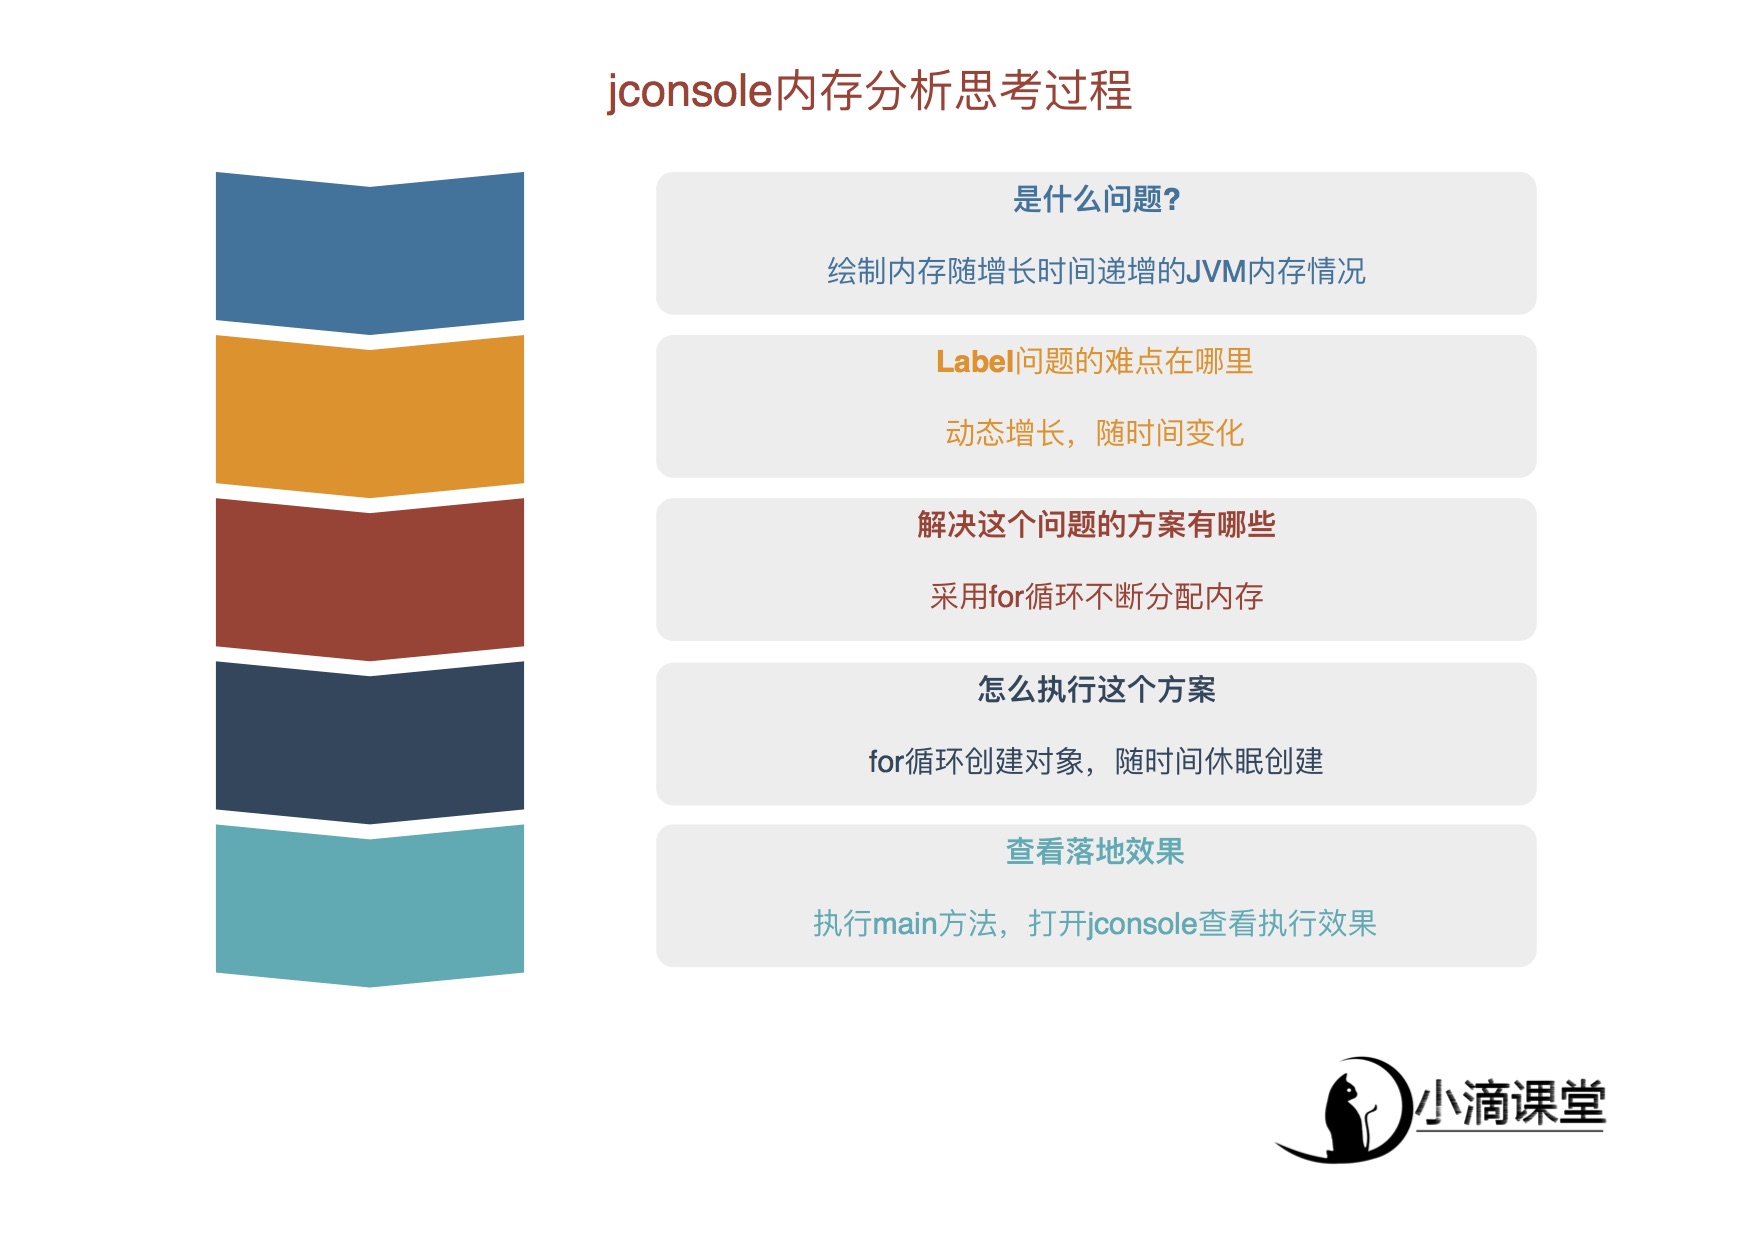 jconsole内存分析思考过程
是什么问题?
绘制内存随增长时间递增的JVM内存情况
Label问题的难点在哪里
动态增长，随时间变化
解决这个问题的方案有哪些
采用for循环不断分配内存
怎么执行这个方案
for循环创建对象，随时间休眠创建
查看落地效果
执行main方法，打开jconsole查看执行效果
小滴课堂